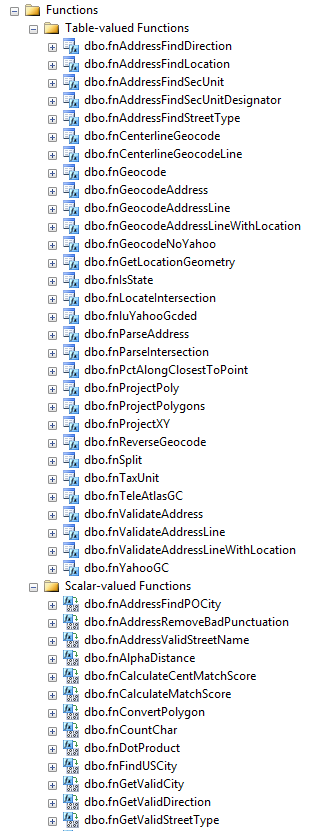 Functions
Table-valued Functions
dbo.fnAddressFindDirection
dbo.fnAddressFindLocation
dbo.fnAddressFindSecUnit
dbo.fnAddressFindSecUnitDesignator
dbo.fnAddressFindStreetType
dbo.fnCenterlineGeocode
dbo.fnCenterlineGeocodeLine
dbo.fnGeocode
dbo.fnGeocodeAddress
dbo.fnGeocodeAddressLine
dbo.fnGeocodeAddressLineWithLocation
dbo.fnGeocodeNoYahoo
dbo.fnGetLocationGeometry
dbo.fnIsState
dbo.fnLocateIntersection
dbo.fnluYahooGcded
dbo.fnParseAddress
dbo.fnParseIntersection
dbo.fnPctAlongClosestToPoint
dbo.fnProjectPoly
dbo.fnProjectPolygons
dbo.fnProjectXY
dbo.fnReverseGeocode
dbo.fnSplit
dbo.fnTaxUnit
dbo.fnTeleAtlasGC
dbo.fnValidateAddress
dbo.fnValidateAddressLine
dbo.fnValidateAddressLineWithLocation
dbo.fnYahooGC
Scalar-valued Functions
dbo.fnAddressFindPOCity
dbo.fnAddressRemoveBadPunctuation
dbo.fnAddressValidStreetName
dbo.fnAlphaDistance
dbo.fnCalculateCentMatchScore
dbo.fnCalculateMatchScore
dbo.fnConvertPolygon
dbo.fnCountChar
dbo.fnDotProduct
dbo.fnFindUSCity
dbo.fnGetValidCity
dbo.fnGetValidDirection
dbo.fnGetValidStreetType